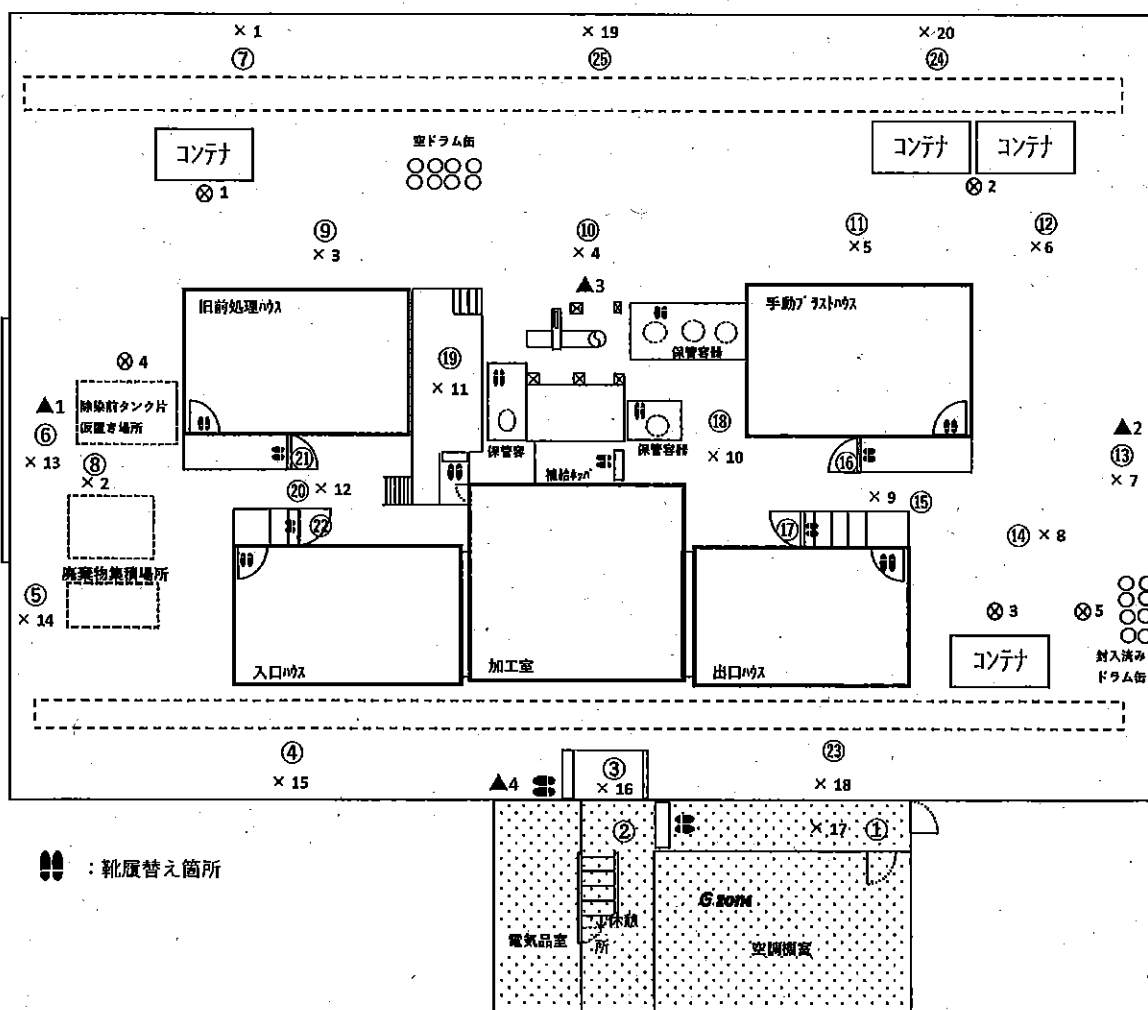 × 1
× 19
× 20
⑦
㉕
㉔
コンテナ
空ドラム缶
コンテナ
コンテナ
⊗ 1
⊗ 2
⑨
× 3
⑩
× 4
⑪
× 5
⑫
× 6
▲3
旧前処理ハウス
手動ブラストハウス
保管容器
⑲
× 11
⊗ 4
▲1
除染前タンク片
仮置き場所
⑥
× 13
⑧
× 2
⑱
× 10
保管容
保管容器
補給ホッパ
▲2
⑬
× 7
㉑
⑯
⑳
× 12
× 9
⑮
㉒
⑰
⑭ × 8
廃棄物集積場所
⑤
× 14
⊗ 3
⊗ 5
入口ハウス
加工室
出口ハウス
コンテナ
封入済み
ドラム缶
④
× 15
▲4
③
× 16
㉓
× 18
②
× 17
①
：靴履替え箇所
G zone
電気品室
休憩
所
空調機室